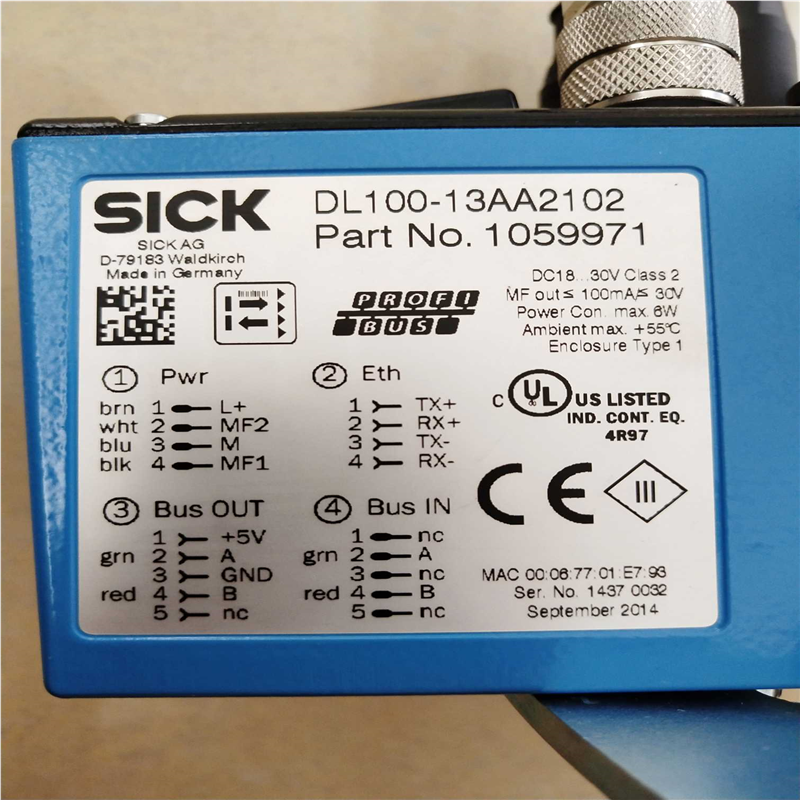 SICK
SICK AG
D-79183 Waldkirch
Made in Germany
DL100-13AA2102
Part No. 1059971
PROFI
BUS
DC18...30V Class 2
MF out≤ 100mA/≤ 30V
Power Con. max. 6W
Ambient max. +55°C
Enclosure Type 1
1 Pwr
brn 1 L+
wht 2 MF2
blu 3 M
blk 4 MF1
2 Eth
1 TX+
2 RX+
3 TX-
4 RX-
C UL US LISTED
IND. CONT. EQ.
4R97
3 Bus OUT
1 +5V
grn 2 A
3 GND
red 4 B
5 nc
4 Bus IN
1 nc
grn 2 A
3 nc
red 4 B
5 nc
CE
III
MAC 00:06:77:01:E7:93
Ser. No. 1437 0032
September 2014